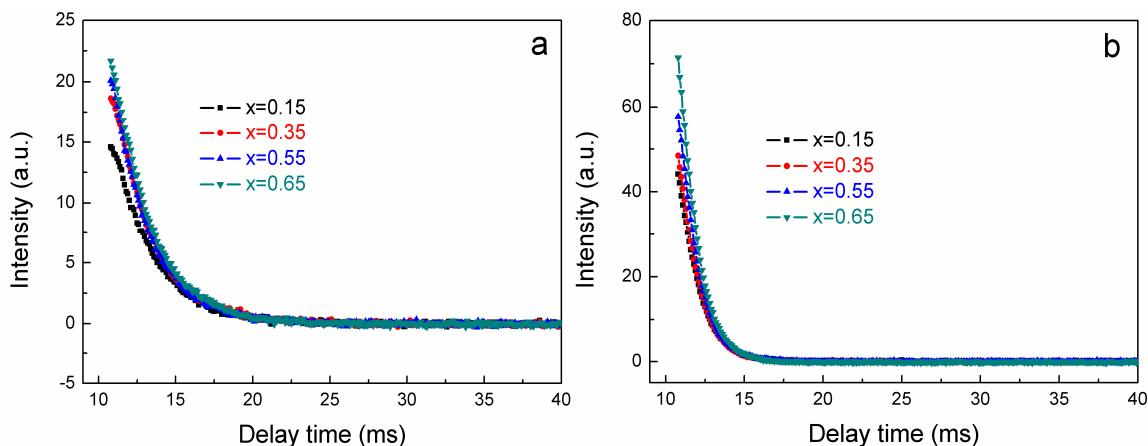 a
25
20
15
10
5
0
-5
Intensity (a.u.)
x=0.15
x=0.35
x=0.55
x=0.65
10 15 20 25 30 35 40
Delay time (ms)
b
80
60
40
20
0
Intensity (a.u.)
x=0.15
x=0.35
x=0.55
x=0.65
10 15 20 25 30 35 40
Delay time (ms)